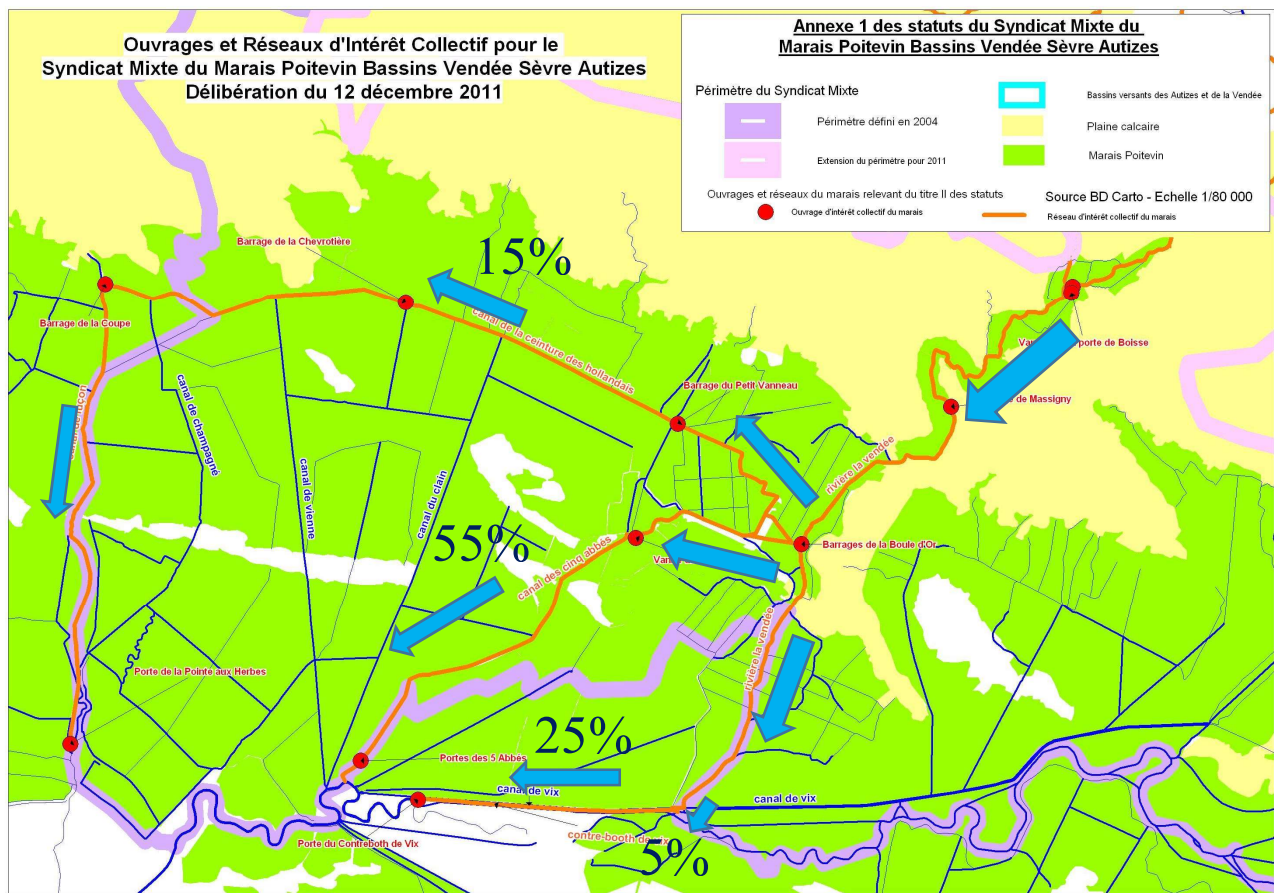 Ouvrages et Réseaux d'Intérêt Collectif pour le
Syndicat Mixte du Marais Poitevin Bassins Vendée Sèvre Autizes
Délibération du 12 décembre 2011
Annexe 1 des statuts du Syndicat Mixte du
Marais Poitevin Bassins Vendée Sèvre Autizes
Périmètre du Syndicat Mixte
Périmètre défini en 2004
Extension du périmètre pour 2011
Bassins versants des Autizes et de la Vendée
Plaine calcaire
Marais Poitevin
Ouvrages et réseaux du marais relevant du titre II des statuts
Source BD Carto - Echelle 1/80 000
Ouvrage d'intérêt collectif du marais
Réseau d'intérêt collectif du marais
Barrage de la Chevrotière
15%
Barrage de la Coupe
canal de la ceinture des hollandais
porte de Boisse
Barrage du Petit Vanneau
de Massigny
canal de champagné
canal de vienne
canal du clain
rivière la vendée
55%
canal des cinq abbés
Barrages de la Boule d'Or
rivière la vendée
Porte de la Pointe aux Herbes
25%
Portes des 5 Abbés
canal de vix
canal de vix
contre-booth de vix
Porte du Contreboth de Vix
5%